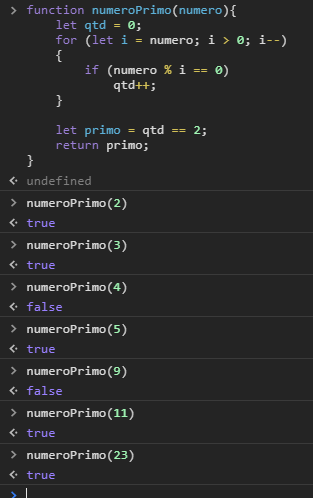 function numeroPrimo(numero){
let qtd = 0;
for (let i = numero; i > 0; i--)
{
if (numero % i == 0)
qtd++;
}
let primo = qtd == 2;
return primo;
}
undefined
numeroPrimo(2)
true
numeroPrimo(3)
true
numeroPrimo(4)
false
numeroPrimo(5)
true
numeroPrimo(9)
false
numeroPrimo(11)
true
numeroPrimo(23)
true